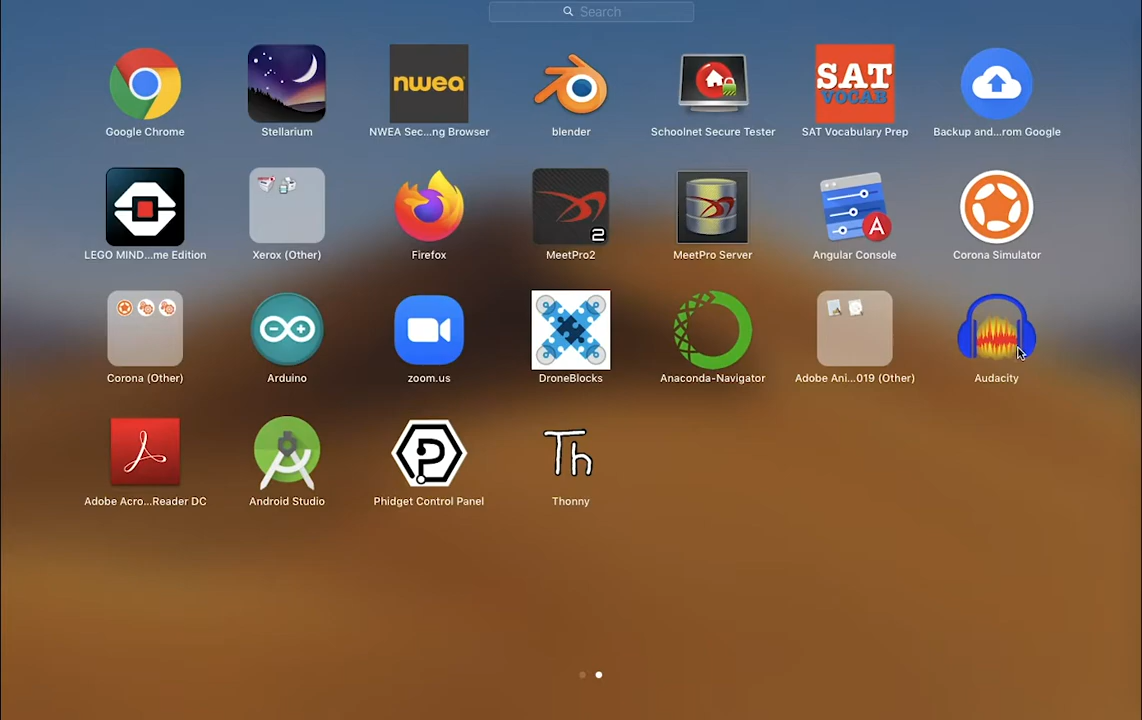 Search
nwea
SAT
VOCAB
Google Chrome
Stellarium
NWEA Sec...ng Browser
blender
Schoolnet Secure Tester
SAT Vocabulary Prep
Backup and...rom Google
2
A
LEGO MIND...me Edition
Xerox (Other)
Firefox
MeetPro2
MeetPro Server
Angular Console
Corona Simulator
Corona (Other)
Arduino
zoom.us
DroneBlocks
Anaconda-Navigator
Adobe Ani...019 (Other)
Audacity
Th
Adobe Acro...Reader DC
Android Studio
Phidget Control Panel
Thonny